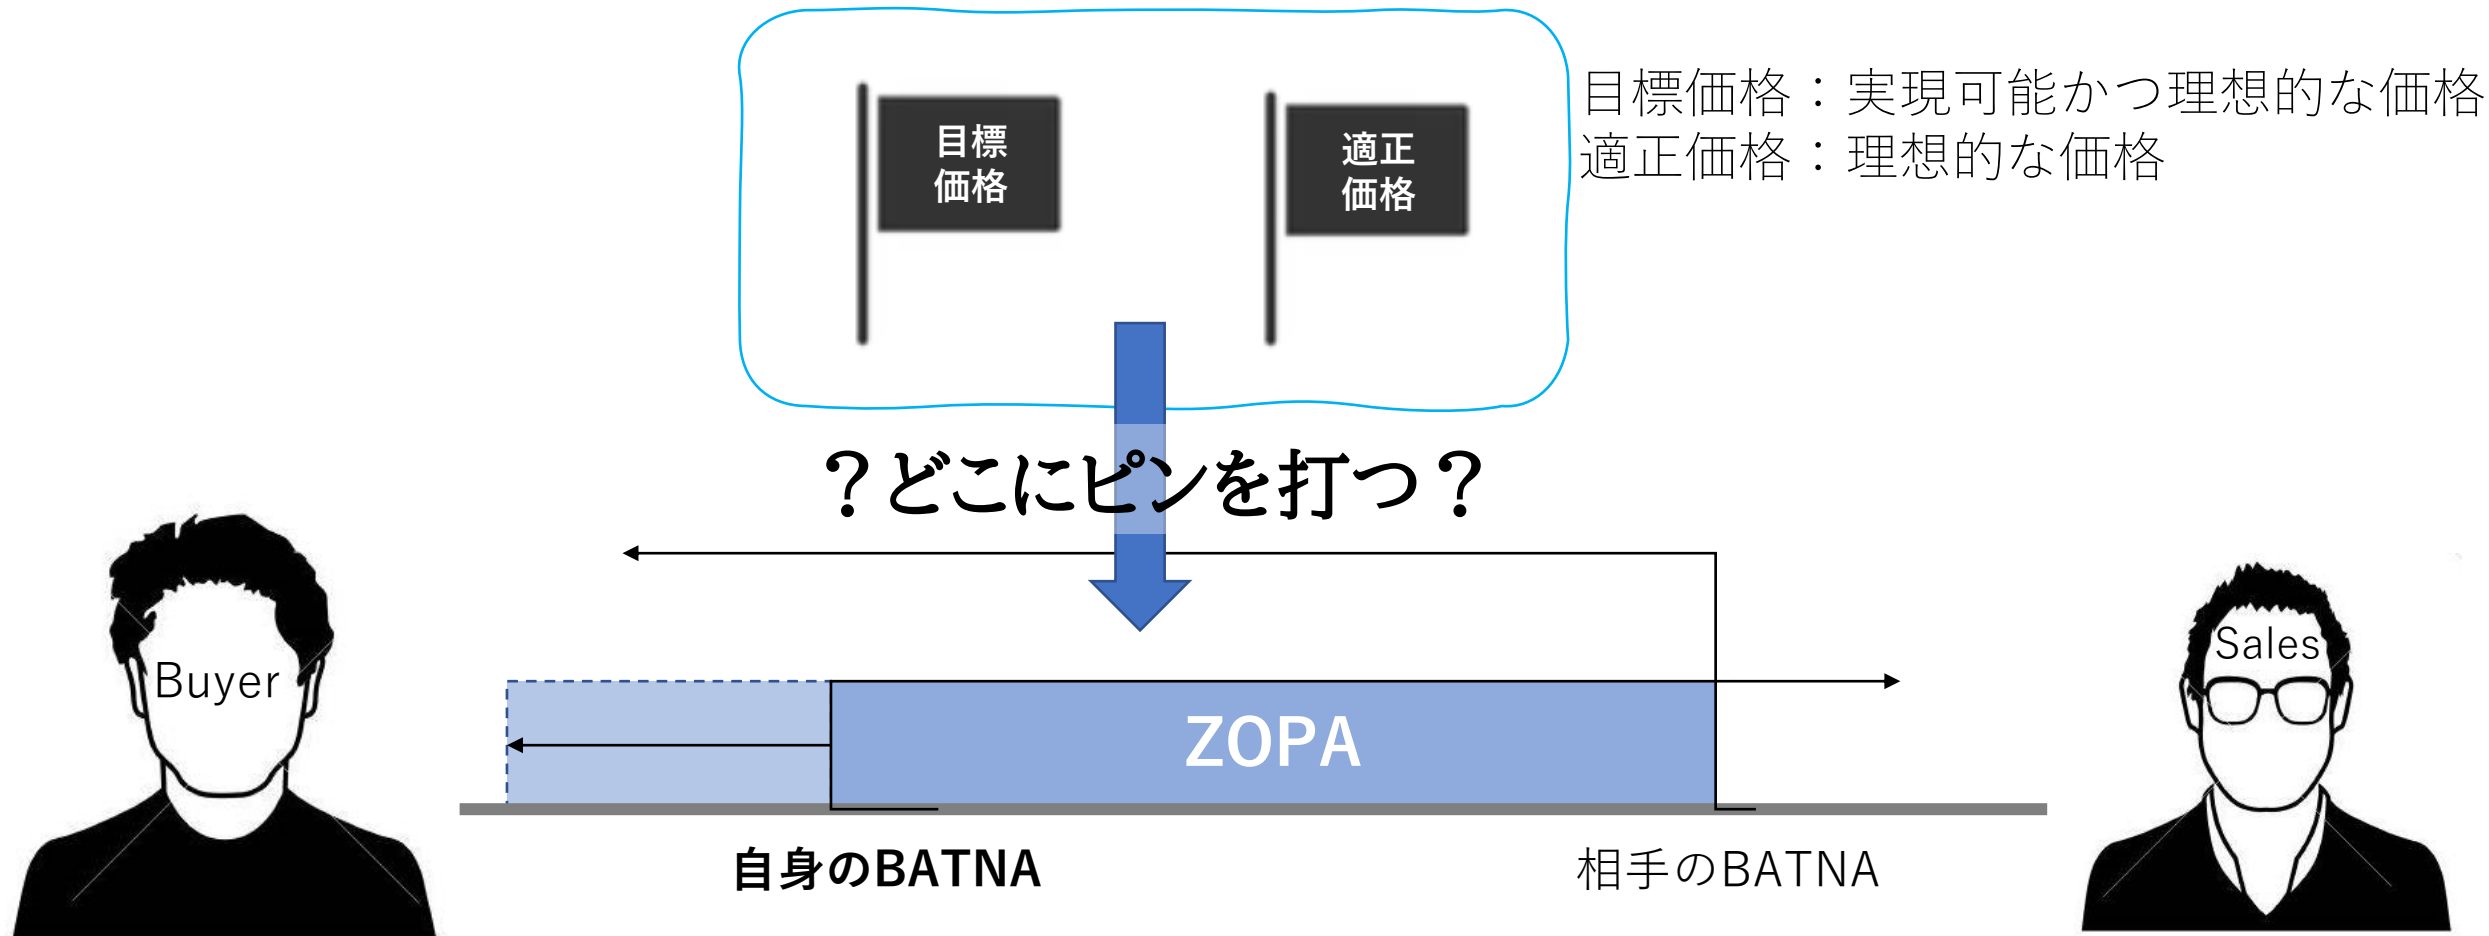 目標
価格
適正
価格
目標価格：実現可能かつ理想的な価格
適正価格：理想的な価格
？どこにピンを打つ？
Buyer
Sales
ZOPA
自身のBATNA
相手のBATNA